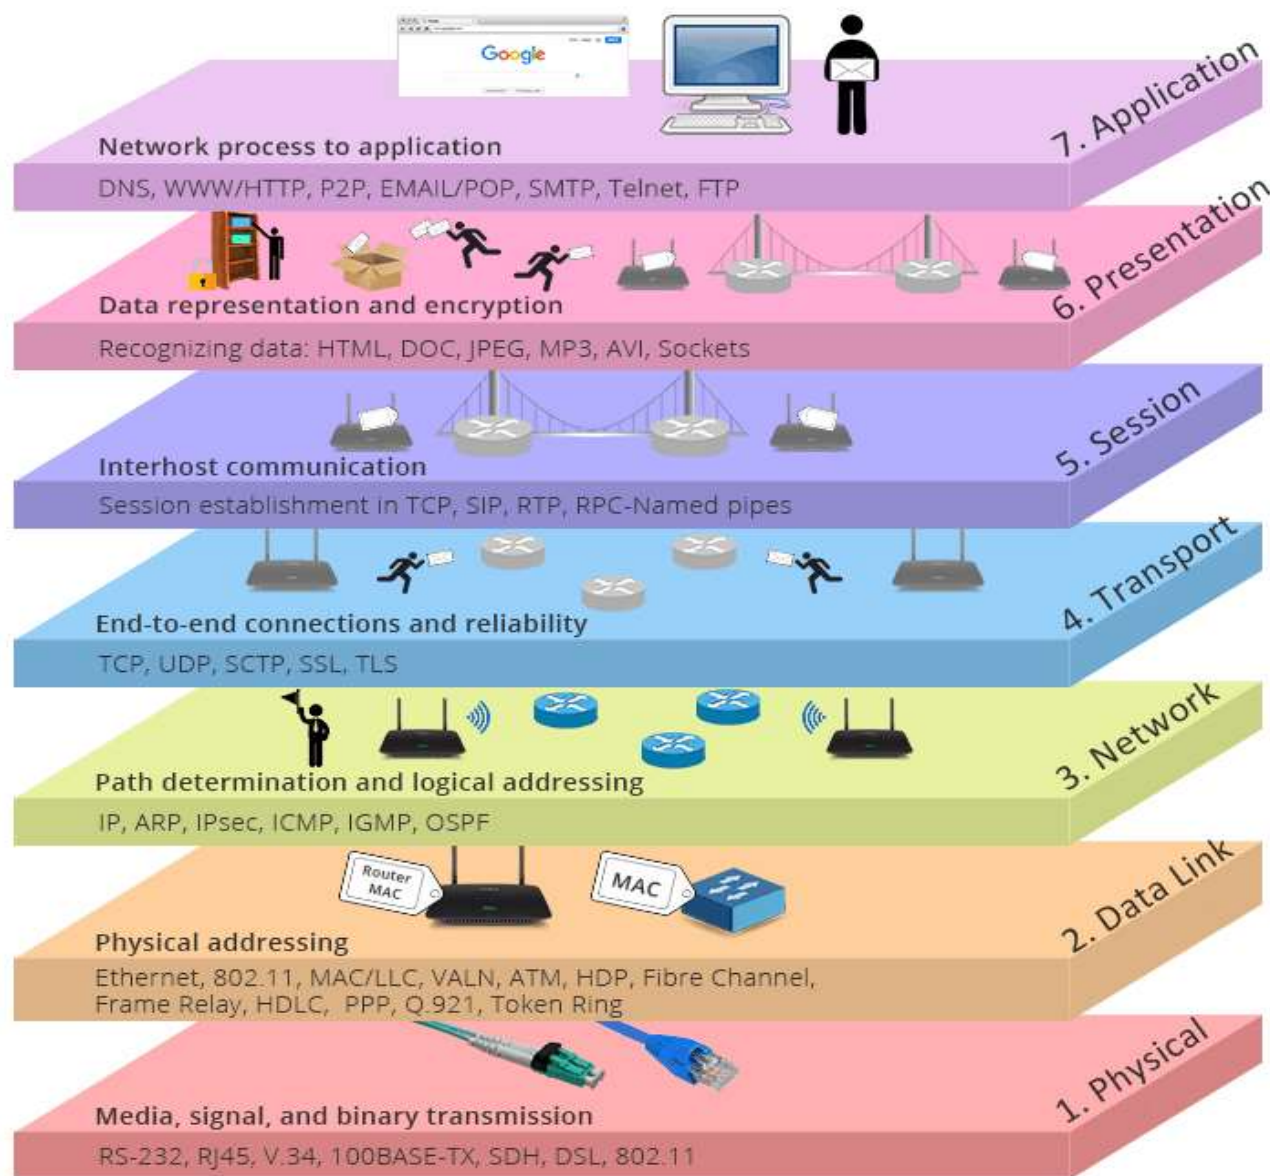 Google
7. Application
Network process to application
DNS, WWW/HTTP, P2P, EMAIL/POP, SMTP, Telnet, FTP
6. Presentation
Data representation and encryption
Recognizing data: HTML, DOC, JPEG, MP3, AVI, Sockets
5. Session
Interhost communication
Session establishment in TCP, SIP, RTP, RPC-Named pipes
4. Transport
End-to-end connections and reliability
TCP, UDP, SCTP, SSL, TLS
3. Network
Path determination and logical addressing
IP, ARP, IPsec, ICMP, IGMP, OSPF
Router
MAC
MAC
2. Data Link
Physical addressing
Ethernet, 802.11, MAC/LLC, VALN, ATM, HDP, Fibre Channel,
Frame Relay, HDLC, PPP, Q.921, Token Ring
1. Physical
Media, signal, and binary transmission
RS-232, RJ45, V.34, 100BASE-TX, SDH, DSL, 802.11